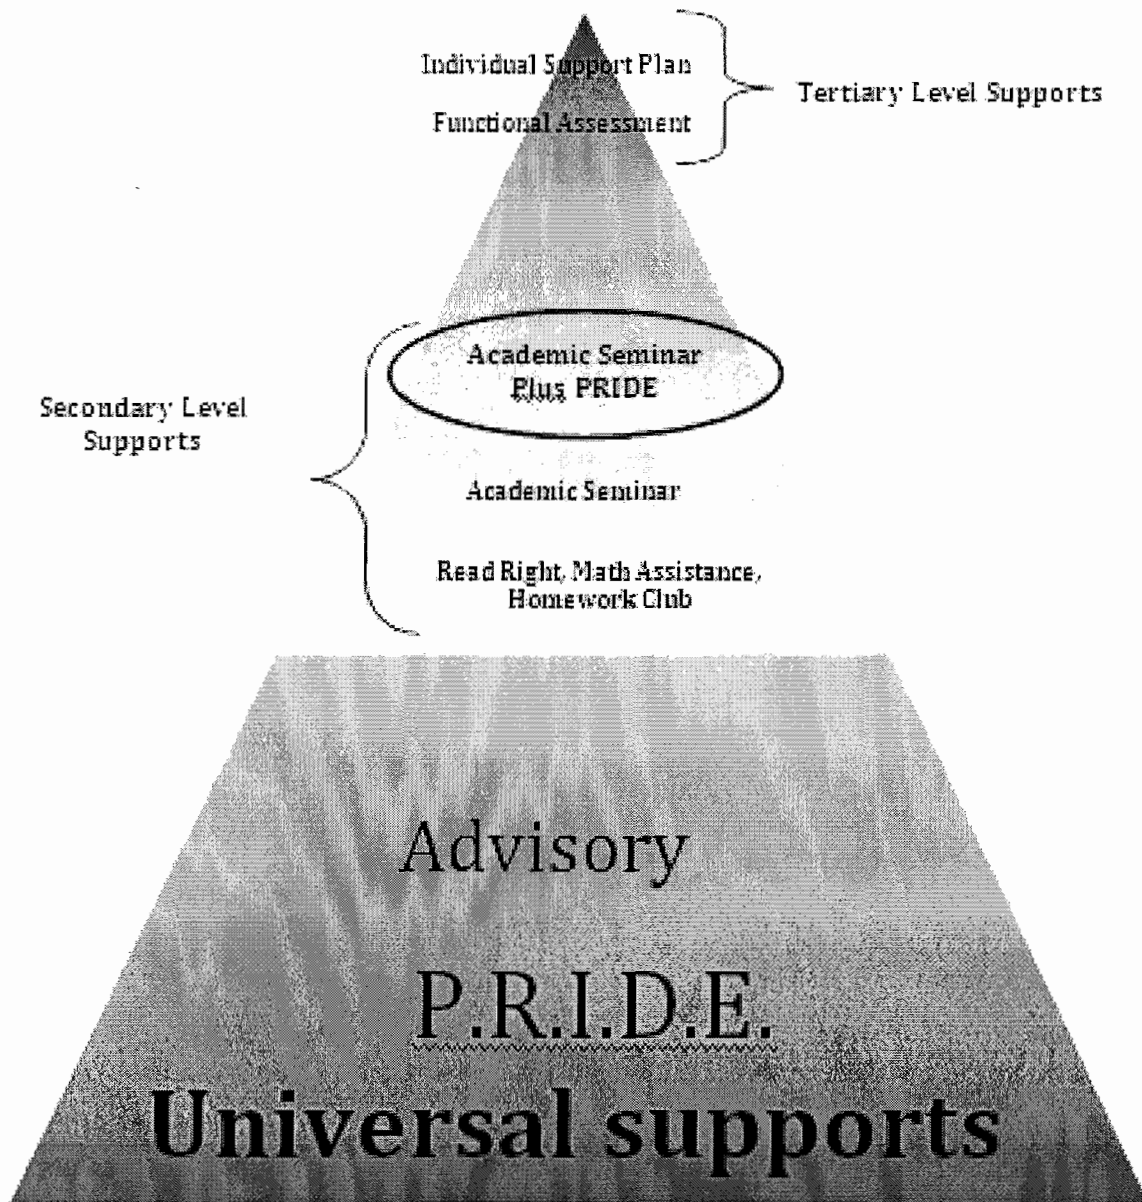 Individual Support Plan
Tertiary Level Supports
Functional Assessment
Academic Seminar
Plus PRIDE
Secondary Level
Supports
Academic Seminar
Read Right, Math Assistance,
Homework Club
Advisory
P.R.I.D.E.
Universal supports